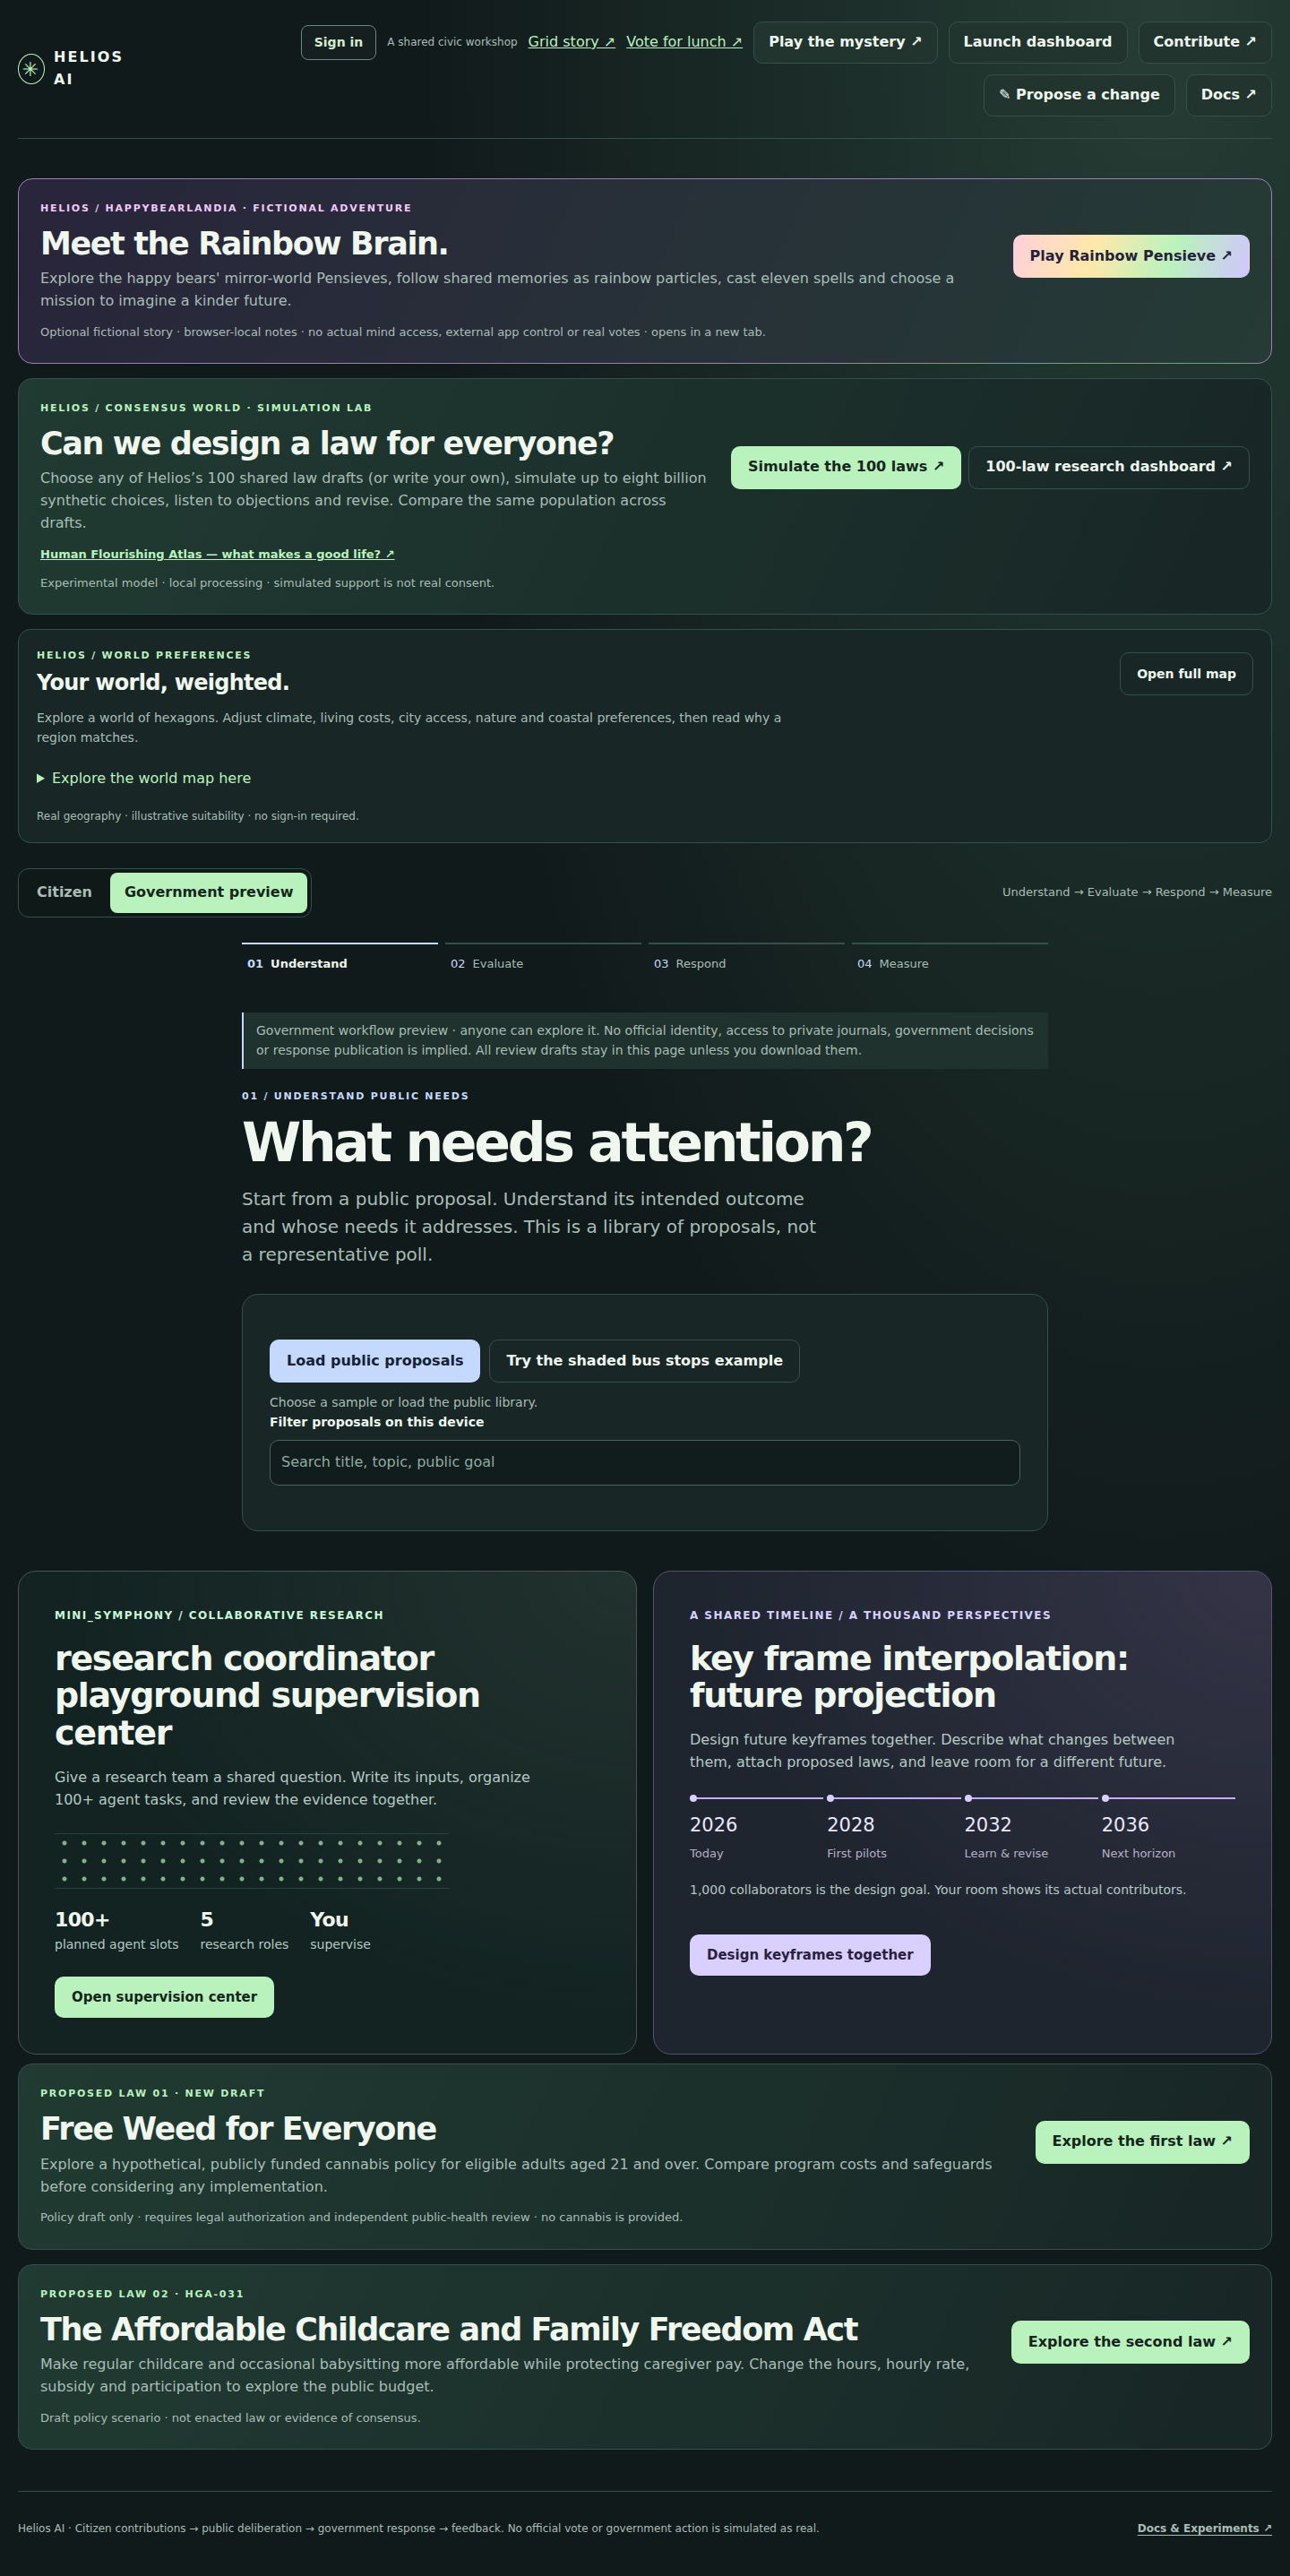 HELIOS
AI
Sign in
A shared civic workshop
Grid story ↗
Vote for lunch ↗
Play the mystery ↗
Launch dashboard
Contribute ↗
✎ Propose a change
Docs ↗
HELIOS / HAPPYBEARLANDIA · FICTIONAL ADVENTURE
Meet the Rainbow Brain.
Explore the happy bears' mirror-world Pensieves, follow shared memories as rainbow particles, cast eleven spells and choose a
mission to imagine a kinder future.
Optional fictional story · browser-local notes · no actual mind access, external app control or real votes · opens in a new tab.
Play Rainbow Pensieve ↗
HELIOS / CONSENSUS WORLD · SIMULATION LAB
Can we design a law for everyone?
Choose any of Helios’s 100 shared law drafts (or write your own), simulate up to eight billion
synthetic choices, listen to objections and revise. Compare the same population across
drafts.
Human Flourishing Atlas — what makes a good life? ↗
Experimental model · local processing · simulated support is not real consent.
Simulate the 100 laws ↗
100-law research dashboard ↗
HELIOS / WORLD PREFERENCES
Your world, weighted.
Explore a world of hexagons. Adjust climate, living costs, city access, nature and coastal preferences, then read why a
region matches.
▶ Explore the world map here
Real geography · illustrative suitability · no sign-in required.
Open full map
Citizen
Government preview
Understand → Evaluate → Respond → Measure
01 Understand
02 Evaluate
03 Respond
04 Measure
Government workflow preview · anyone can explore it. No official identity, access to private journals, government decisions
or response publication is implied. All review drafts stay in this page unless you download them.
01 / UNDERSTAND PUBLIC NEEDS
What needs attention?
Start from a public proposal. Understand its intended outcome
and whose needs it addresses. This is a library of proposals, not
a representative poll.
Load public proposals
Try the shaded bus stops example
Choose a sample or load the public library.
Filter proposals on this device
Search title, topic, public goal
MINI_SYMPHONY / COLLABORATIVE RESEARCH
research coordinator
playground supervision
center
Give a research team a shared question. Write its inputs, organize
100+ agent tasks, and review the evidence together.
100+
planned agent slots
5
research roles
You
supervise
Open supervision center
A SHARED TIMELINE / A THOUSAND PERSPECTIVES
key frame interpolation:
future projection
Design future keyframes together. Describe what changes between
them, attach proposed laws, and leave room for a different future.
2026
Today
2028
First pilots
2032
Learn & revise
2036
Next horizon
1,000 collaborators is the design goal. Your room shows its actual contributors.
Design keyframes together
PROPOSED LAW 01 · NEW DRAFT
Free Weed for Everyone
Explore a hypothetical, publicly funded cannabis policy for eligible adults aged 21 and over. Compare program costs and safeguards
before considering any implementation.
Policy draft only · requires legal authorization and independent public-health review · no cannabis is provided.
Explore the first law ↗
PROPOSED LAW 02 · HGA-031
The Affordable Childcare and Family Freedom Act
Make regular childcare and occasional babysitting more affordable while protecting caregiver pay. Change the hours, hourly rate,
subsidy and participation to explore the public budget.
Draft policy scenario · not enacted law or evidence of consensus.
Explore the second law ↗
Helios AI · Citizen contributions → public deliberation → government response → feedback. No official vote or government action is simulated as real.
Docs & Experiments ↗